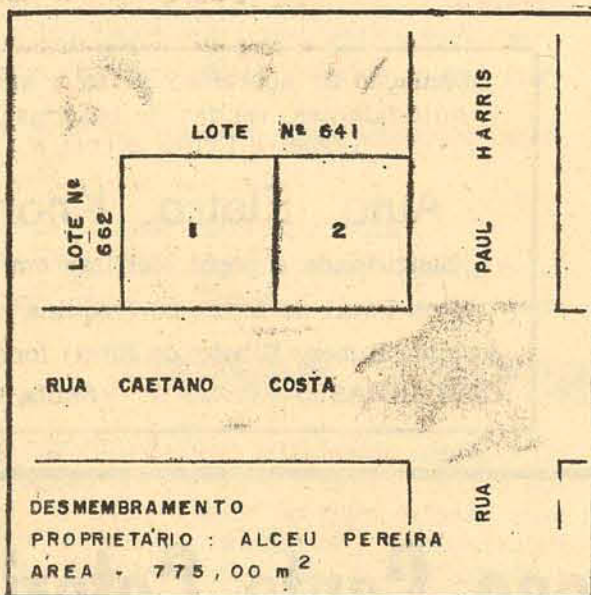 LOTE Nº 641
LOTE Nº
662
1
2
RUA PAUL HARRIS
RUA CAETANO COSTA
DESMEMBRAMENTO
PROPRIETÁRIO : ALCEU PEREIRA
ÁREA - 775,00 m²